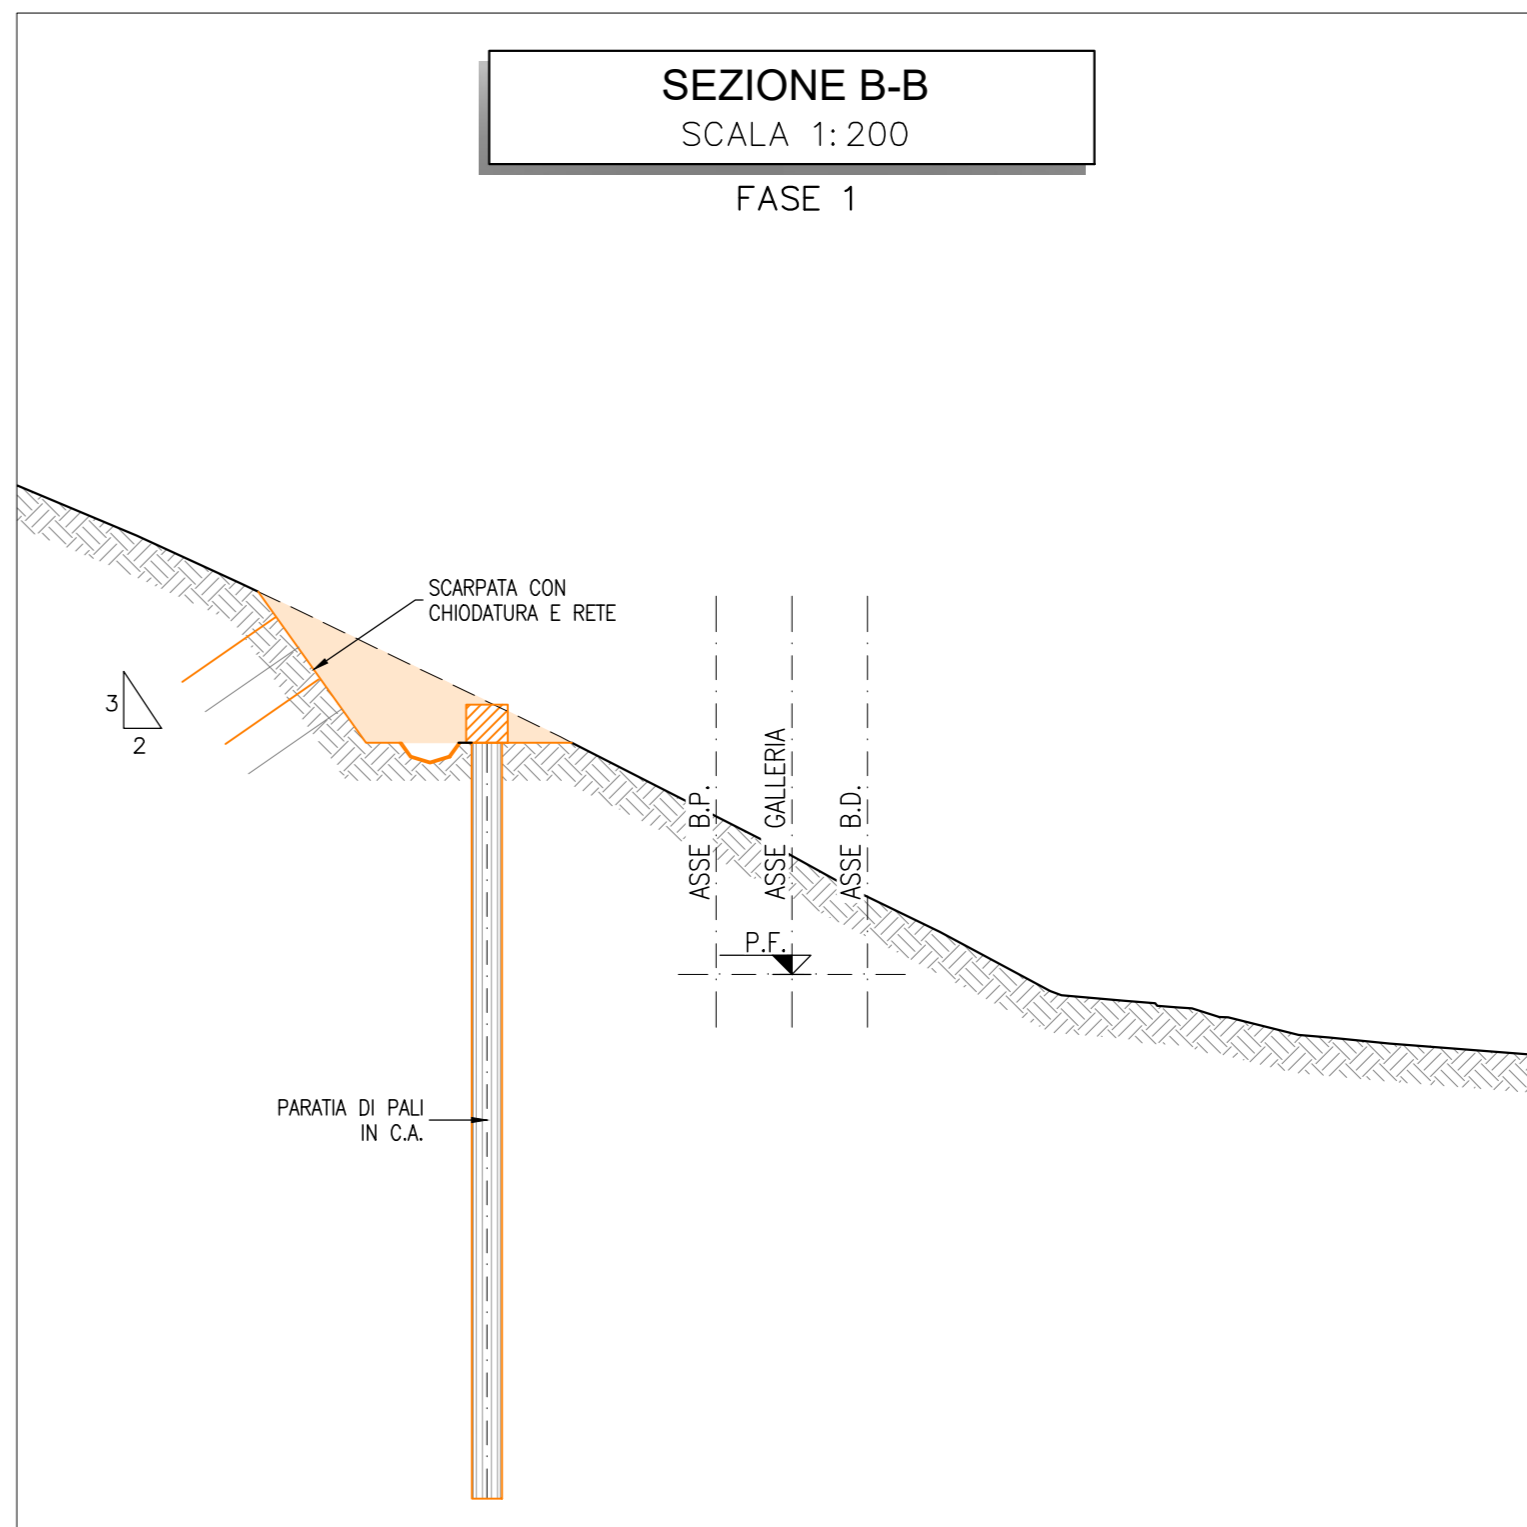 SEZIONE B-B
SCALA 1:200
FASE 1
SCARPATA CON
CHIODATURA E RETE
3
2
ASSE B.P.
ASSE GALLERIA
ASSE B.D.
P.F.
PARATIA DI PALI
IN C.A.